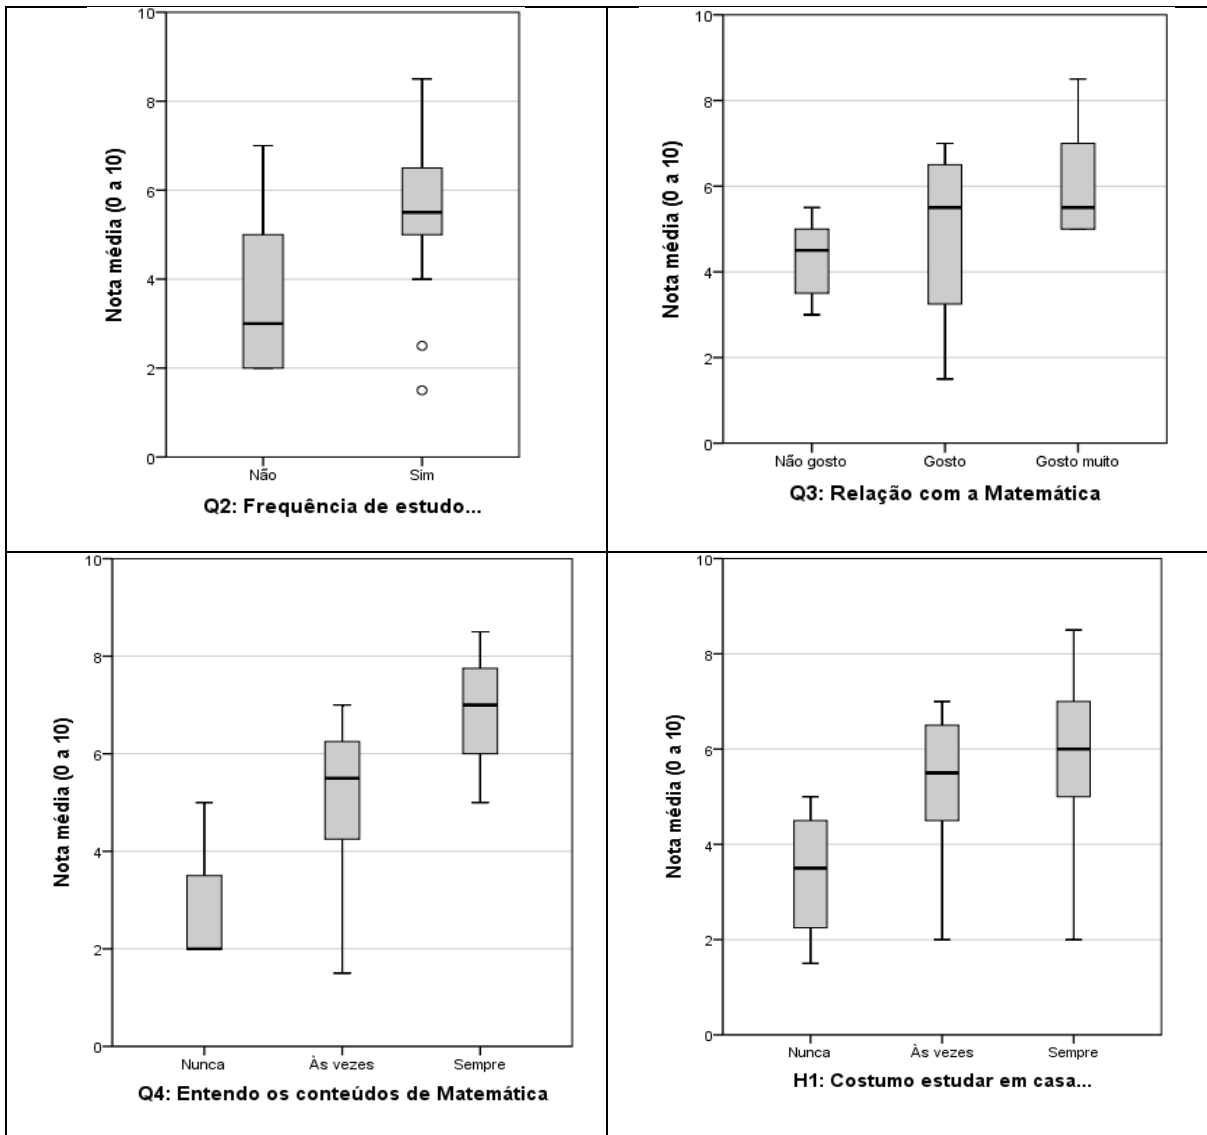 10
8
6
4
2
0
Nota média (0 a 10)
Não
Sim
Q2: Frequência de estudo...
10
8
6
4
2
0
Nota média (0 a 10)
Não gosto
Gosto
Gosto muito
Q3: Relação com a Matemática
10
8
6
4
2
0
Nota média (0 a 10)
Nunca
Às vezes
Sempre
Q4: Entendo os conteúdos de Matemática
10
8
6
4
2
0
Nota média (0 a 10)
Nunca
Às vezes
Sempre
H1: Costumo estudar em casa...